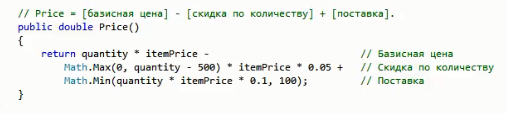 // Price = [базисная цена] - [скидка по количеству] + [поставка].
public double Price()
{
return quantity * itemPrice - // Базисная цена
Math.Max(0, quantity - 500) * itemPrice * 0.05 + // Скидка по количеству
Math.Min(quantity * itemPrice * 0.1, 100); // Поставка
}